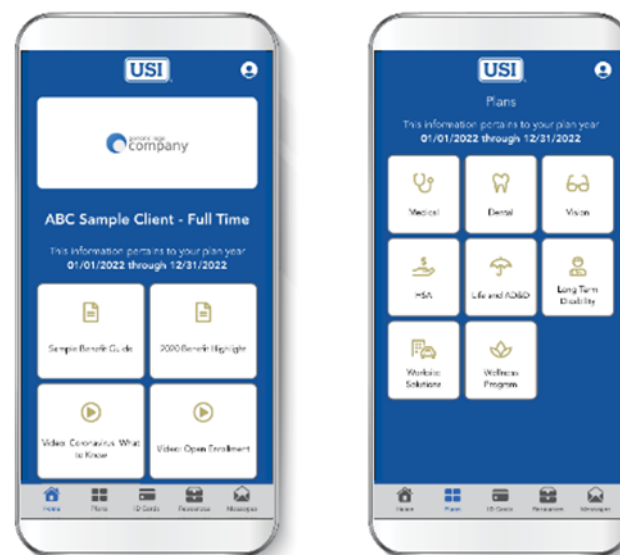 USI
generic logo
company
ABC Sample Client - Full Time
This information pertains to your plan year
01/01/2022 through 12/31/2022
Sample Benefit Guide
2020 Benefit Highlight
Video: Coronavirus: What
to Know
Video: Open Enrollment
Home
Plans
ID Cards
Resources
Messages
USI
Plans
This information pertains to your plan year
01/01/2022 through 12/31/2022
Medical
Dental
Vision
HSA
Life and AD&D
Long Term
Disability
Worksite
Solutions
Wellness
Program
Home
Plans
ID Cards
Resources
Messages